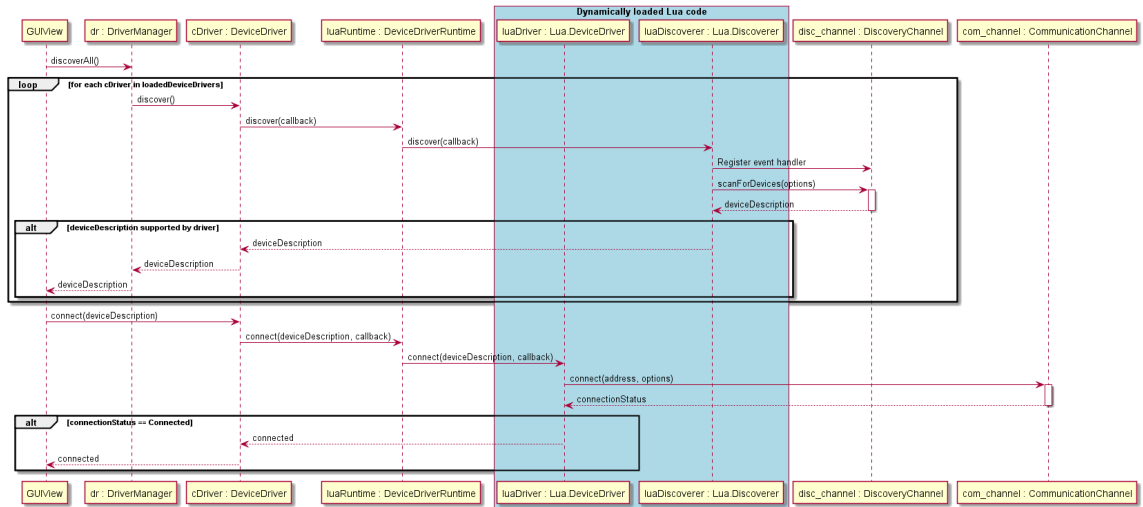 Dynamically loaded Lua code
GUIView
dr : DriverManager
cDriver : DeviceDriver
luaRuntime : DeviceDriverRuntime
luaDriver : Lua.DeviceDriver
luaDiscoverer : Lua.Discoverer
disc_channel : DiscoveryChannel
com_channel : CommunicationChannel
discoverAll()
loop
[for each cDriver in loadedDeviceDrivers]
discover()
discover(callback)
discover(callback)
Register event handler
scanForDevices(options)
deviceDescription
alt
[deviceDescription supported by driver]
deviceDescription
deviceDescription
deviceDescription
connect(deviceDescription)
connect(deviceDescription, callback)
connect(deviceDescription, callback)
connect(address, options)
connectionStatus
alt
[connectionStatus == Connected]
connected
connected
GUIView
dr : DriverManager
cDriver : DeviceDriver
luaRuntime : DeviceDriverRuntime
luaDriver : Lua.DeviceDriver
luaDiscoverer : Lua.Discoverer
disc_channel : DiscoveryChannel
com_channel : CommunicationChannel